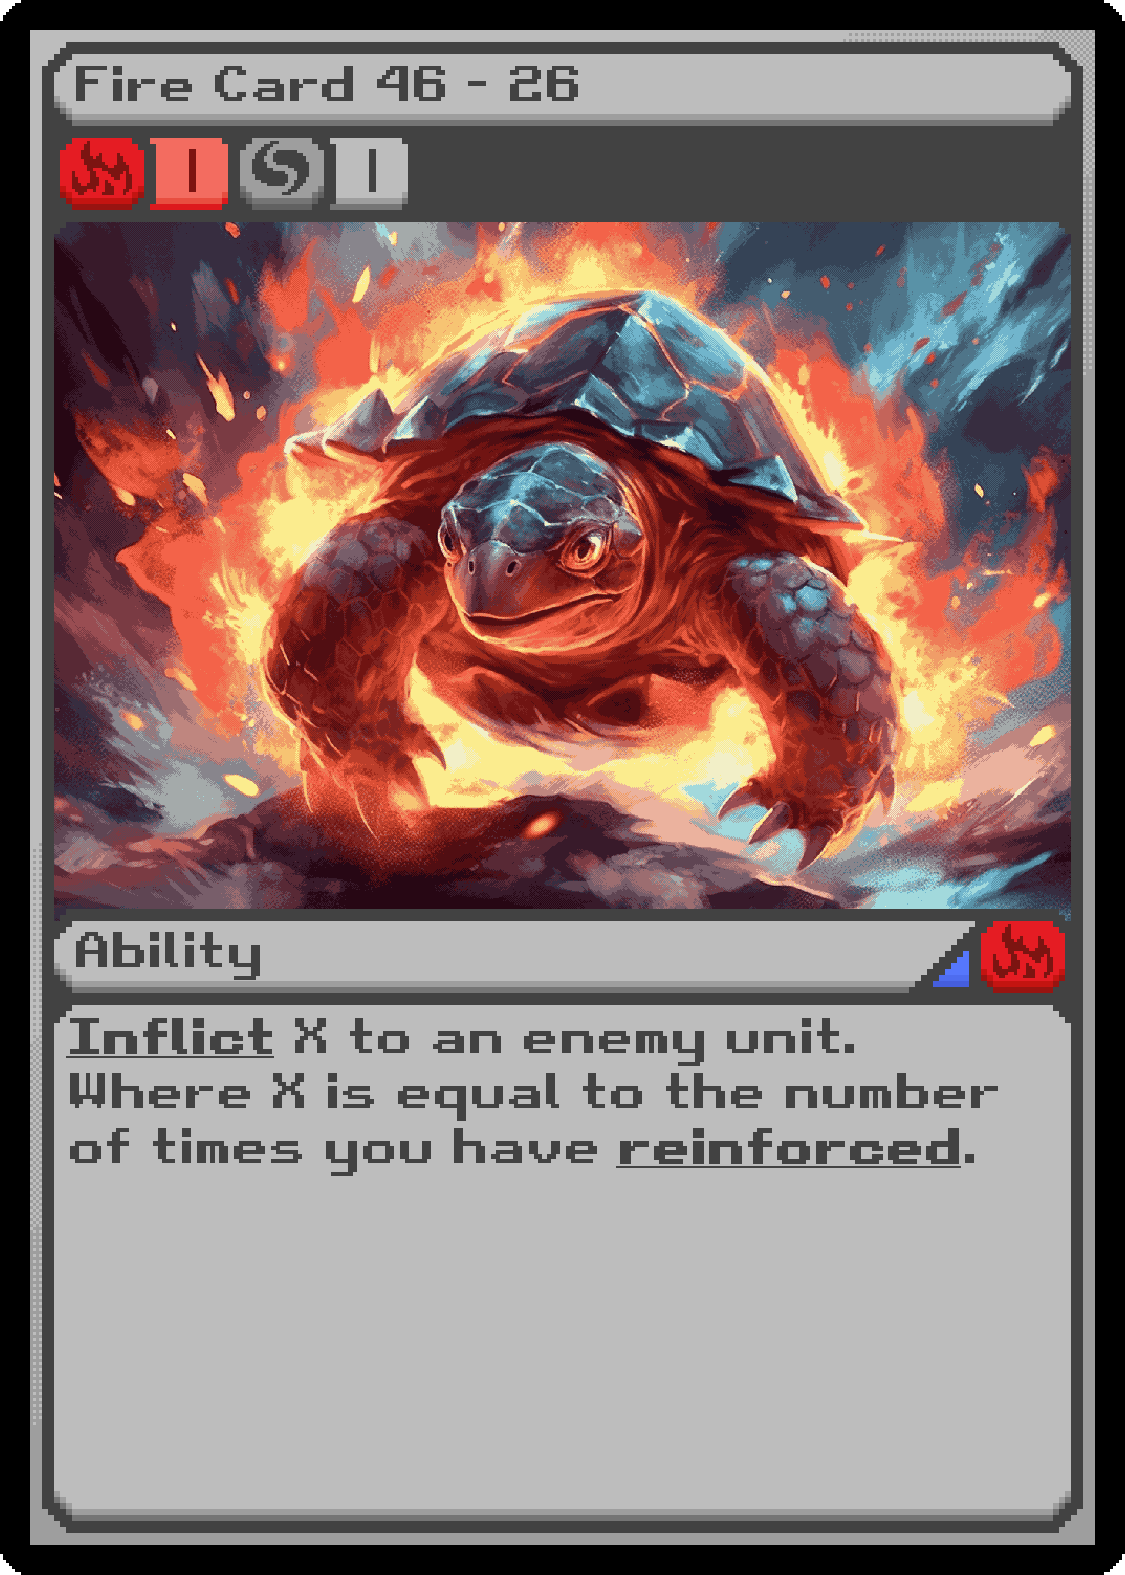 Fire Card 46 - 26
1 1
Ability
Inflict X to an enemy unit.
Where X is equal to the number
of times you have reinforced.